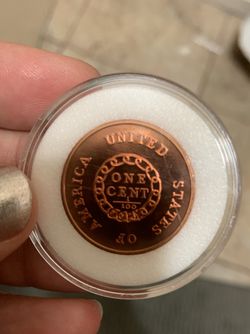 UNITED STATES OF AMERICA
ONE
CENT
1/100